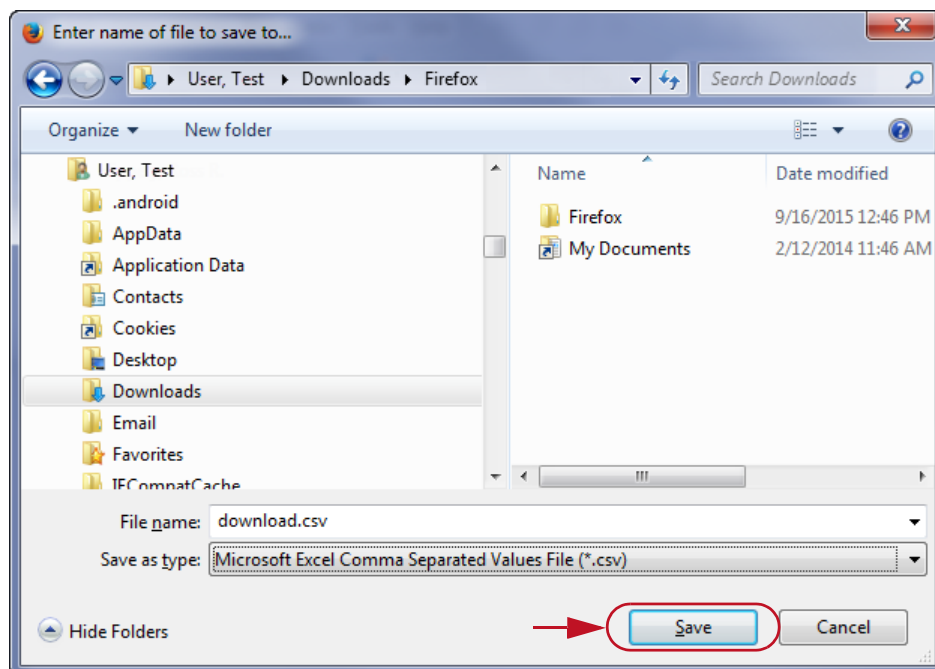 Enter name of file to save to...
User, Test Downloads Firefox
Search Downloads
Organize New folder
User, Test
.android
AppData
Application Data
Contacts
Cookies
Desktop
Downloads
Email
Favorites
IECompatCache
Name Date modified
Firefox 9/16/2015 12:46 PM
My Documents 2/12/2014 11:46 AM
File name: download.csv
Save as type: Microsoft Excel Comma Separated Values File (*.csv)
Hide Folders
Save
Cancel